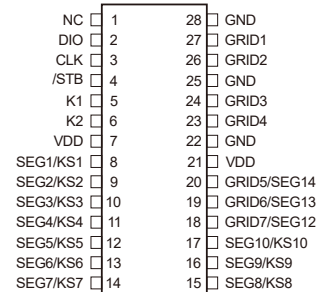 NC 1 28 GND
DIO 2 27 GRID1
CLK 3 26 GRID2
/STB 4 25 GND
K1 5 24 GRID3
K2 6 23 GRID4
VDD 7 22 GND
SEG1/KS1 8 21 VDD
SEG2/KS2 9 20 GRID5/SEG14
SEG3/KS3 10 19 GRID6/SEG13
SEG4/KS4 11 18 GRID7/SEG12
SEG5/KS5 12 17 SEG10/KS10
SEG6/KS6 13 16 SEG9/KS9
SEG7/KS7 14 15 SEG8/KS8